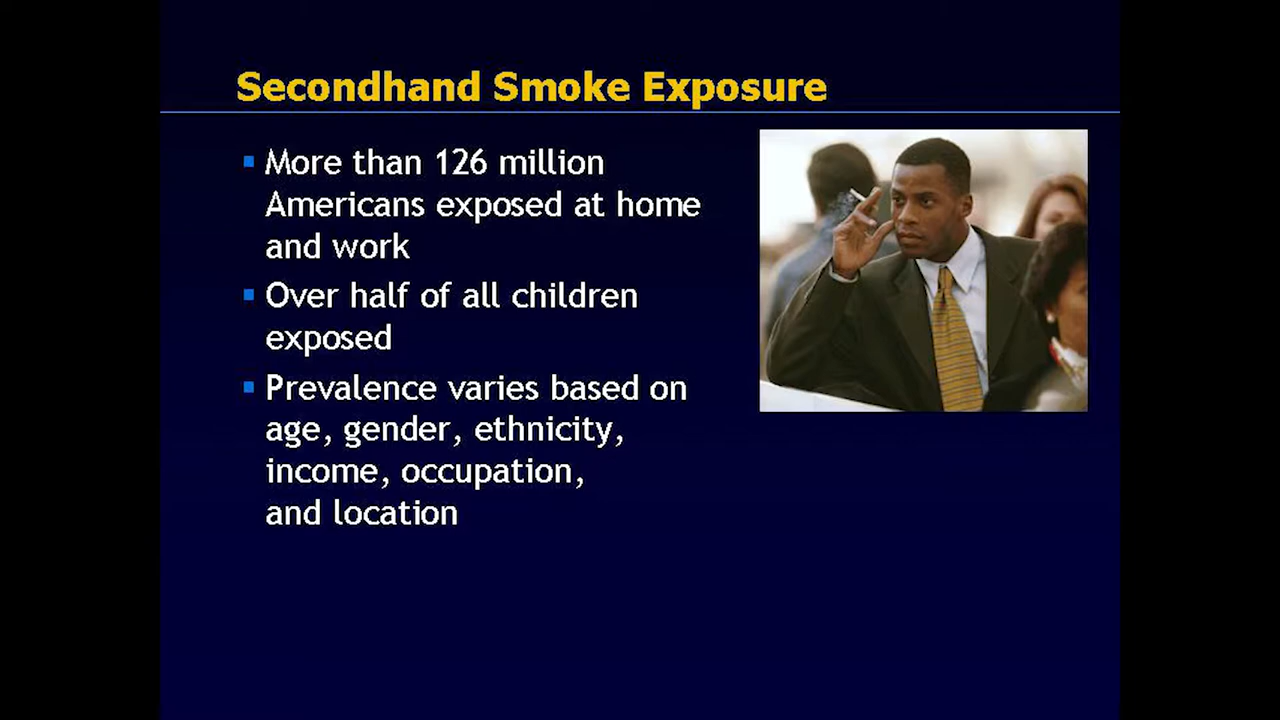 Secondhand Smoke Exposure
More than 126 million
Americans exposed at home
and work
Over half of all children
exposed
Prevalence varies based on
age, gender, ethnicity,
income, occupation,
and location